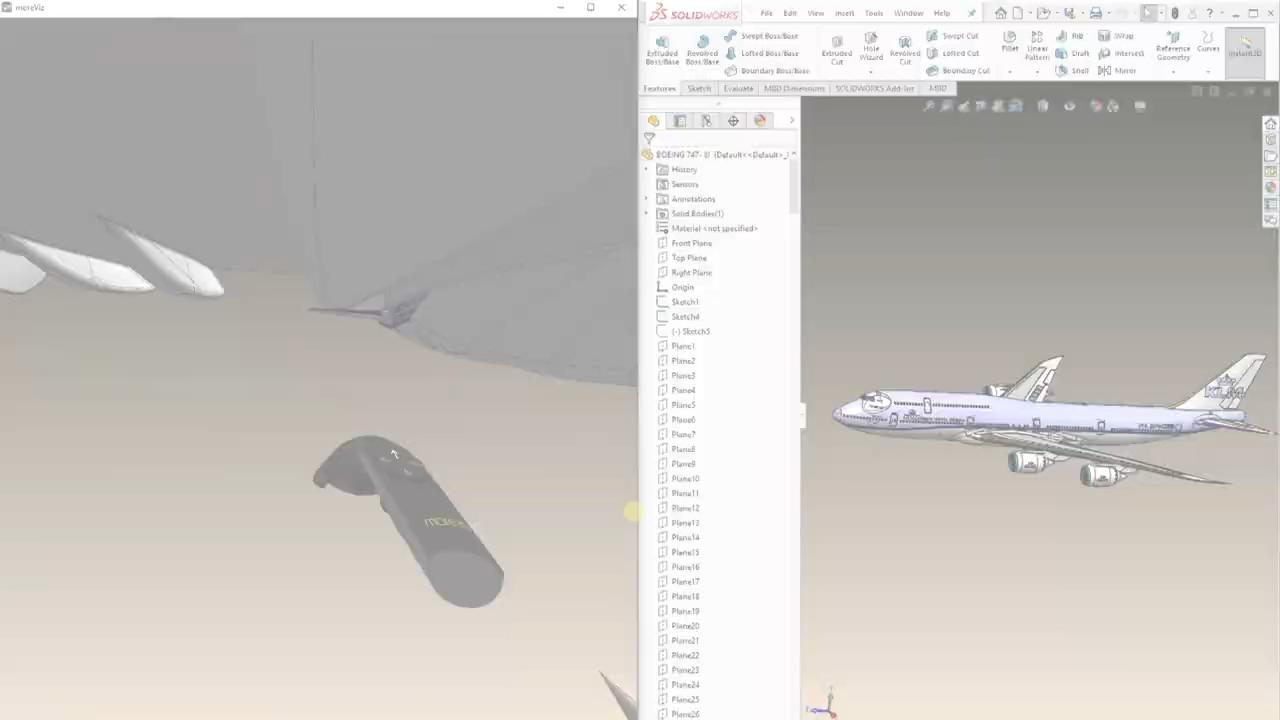 moreViz
SOLIDWORKS
File Edit View Insert Tools Window Help
Extruded Boss/Base
Revolved Boss/Base
Swept Boss/Base
Lofted Boss/Base
Boundary Boss/Base
Extruded Cut
Hole Wizard
Revolved Cut
Swept Cut
Lofted Cut
Boundary Cut
Fillet
Linear Pattern
Rib
Draft
Shell
Wrap
Intersect
Mirror
Reference Geometry
Curves
Instant3D
Features Sketch Evaluate MBD Dimensions SOLIDWORKS Add-Ins MBD
History
Sensors
Annotations
Solid Bodies(1)
Material <not specified>
Front Plane
Top Plane
Right Plane
Origin
Sketch1
Sketch4
(-) Sketch5
Plane1
Plane2
Plane3
Plane4
Plane5
Plane6
Plane7
Plane8
Plane9
Plane10
Plane11
Plane12
Plane13
Plane14
Plane15
Plane16
Plane17
Plane18
Plane19
Plane20
Plane21
Plane22
Plane23
Plane24
Plane25
Plane26
KLM